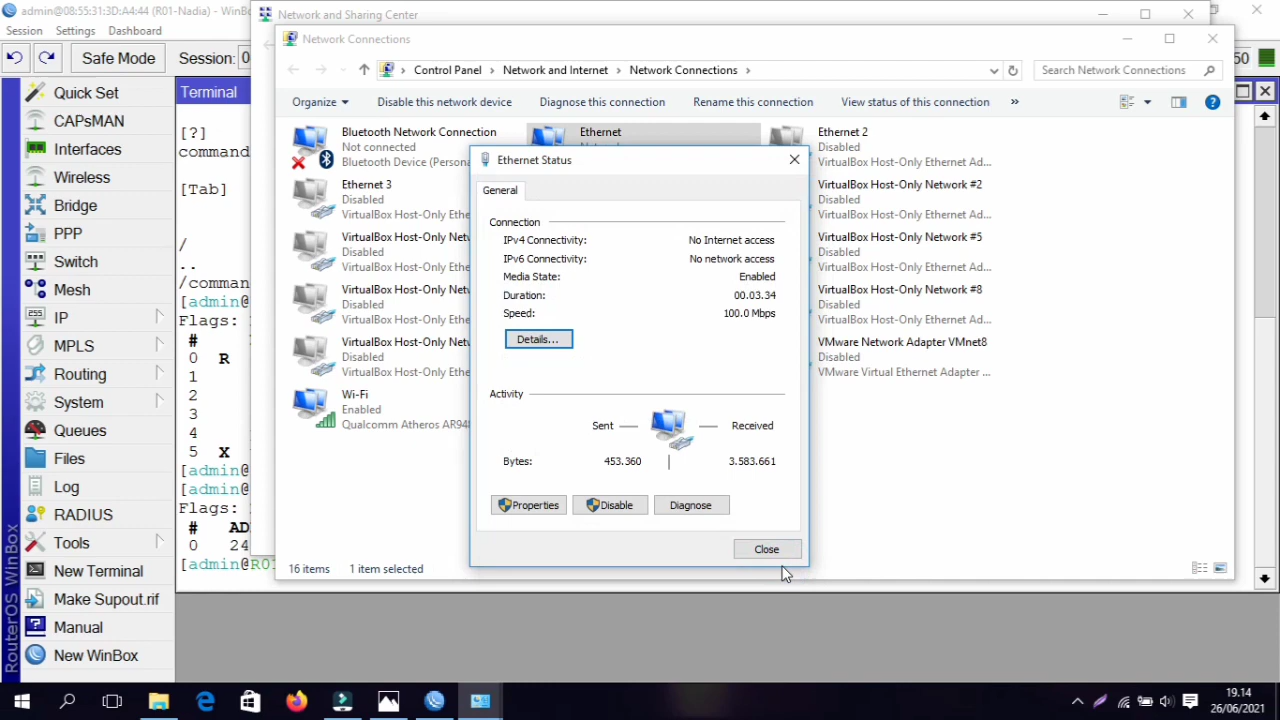 admin@08:55:31:3D:A4:44 (R01-Nadia) - WinBo
Network and Sharing Center
Session Settings Dashboard
Network Connections
Safe Mode
Session: 0
50
Control Panel > Network and Internet > Network Connections >
Search Network Connections
Organize
Disable this network device
Diagnose this connection
Rename this connection
View status of this connection
»
Quick Set
CAPsMAN
Interfaces
Wireless
Bridge
PPP
Switch
Mesh
255
IP
MPLS
Routing
System
Queues
Files
Log
RADIUS
Tools
New Terminal
Make Supout.rif
Manual
New WinBox
RouterOS WinBox
Terminal
[?]
command
[Tab]
/
..
/comman
[admin@
Flags:
#
0 R
1
2
3
4
5 X
[admin@
[admin@
Flags:
# AD
0 24
[admin@R01
Bluetooth Network Connection
Not connected
Bluetooth Device (Persona
Ethernet
Ethernet 2
Disabled
VirtualBox Host-Only Ethernet Ad...
Ethernet 3
Disabled
VirtualBox Host-Only Ethe
VirtualBox Host-Only Network #2
Disabled
VirtualBox Host-Only Ethernet Ad...
VirtualBox Host-Only Netw
Disabled
VirtualBox Host-Only Ethe
VirtualBox Host-Only Network #5
Disabled
VirtualBox Host-Only Ethernet Ad...
VirtualBox Host-Only Netw
Disabled
VirtualBox Host-Only Ethe
VirtualBox Host-Only Network #8
Disabled
VirtualBox Host-Only Ethernet Ad...
VirtualBox Host-Only Netw
Disabled
VirtualBox Host-Only Ethe
VMware Network Adapter VMnet8
Disabled
VMware Virtual Ethernet Adapter ...
Wi-Fi
Enabled
Qualcomm Atheros AR948
Ethernet Status
General
Connection
IPv4 Connectivity: No Internet access
IPv6 Connectivity: No network access
Media State: Enabled
Duration: 00.03.34
Speed: 100.0 Mbps
Details...
Activity
Sent — Received
Bytes: 453.360 | 3.583.661
Properties
Disable
Diagnose
Close
16 items 1 item selected
19.14
26/06/2021